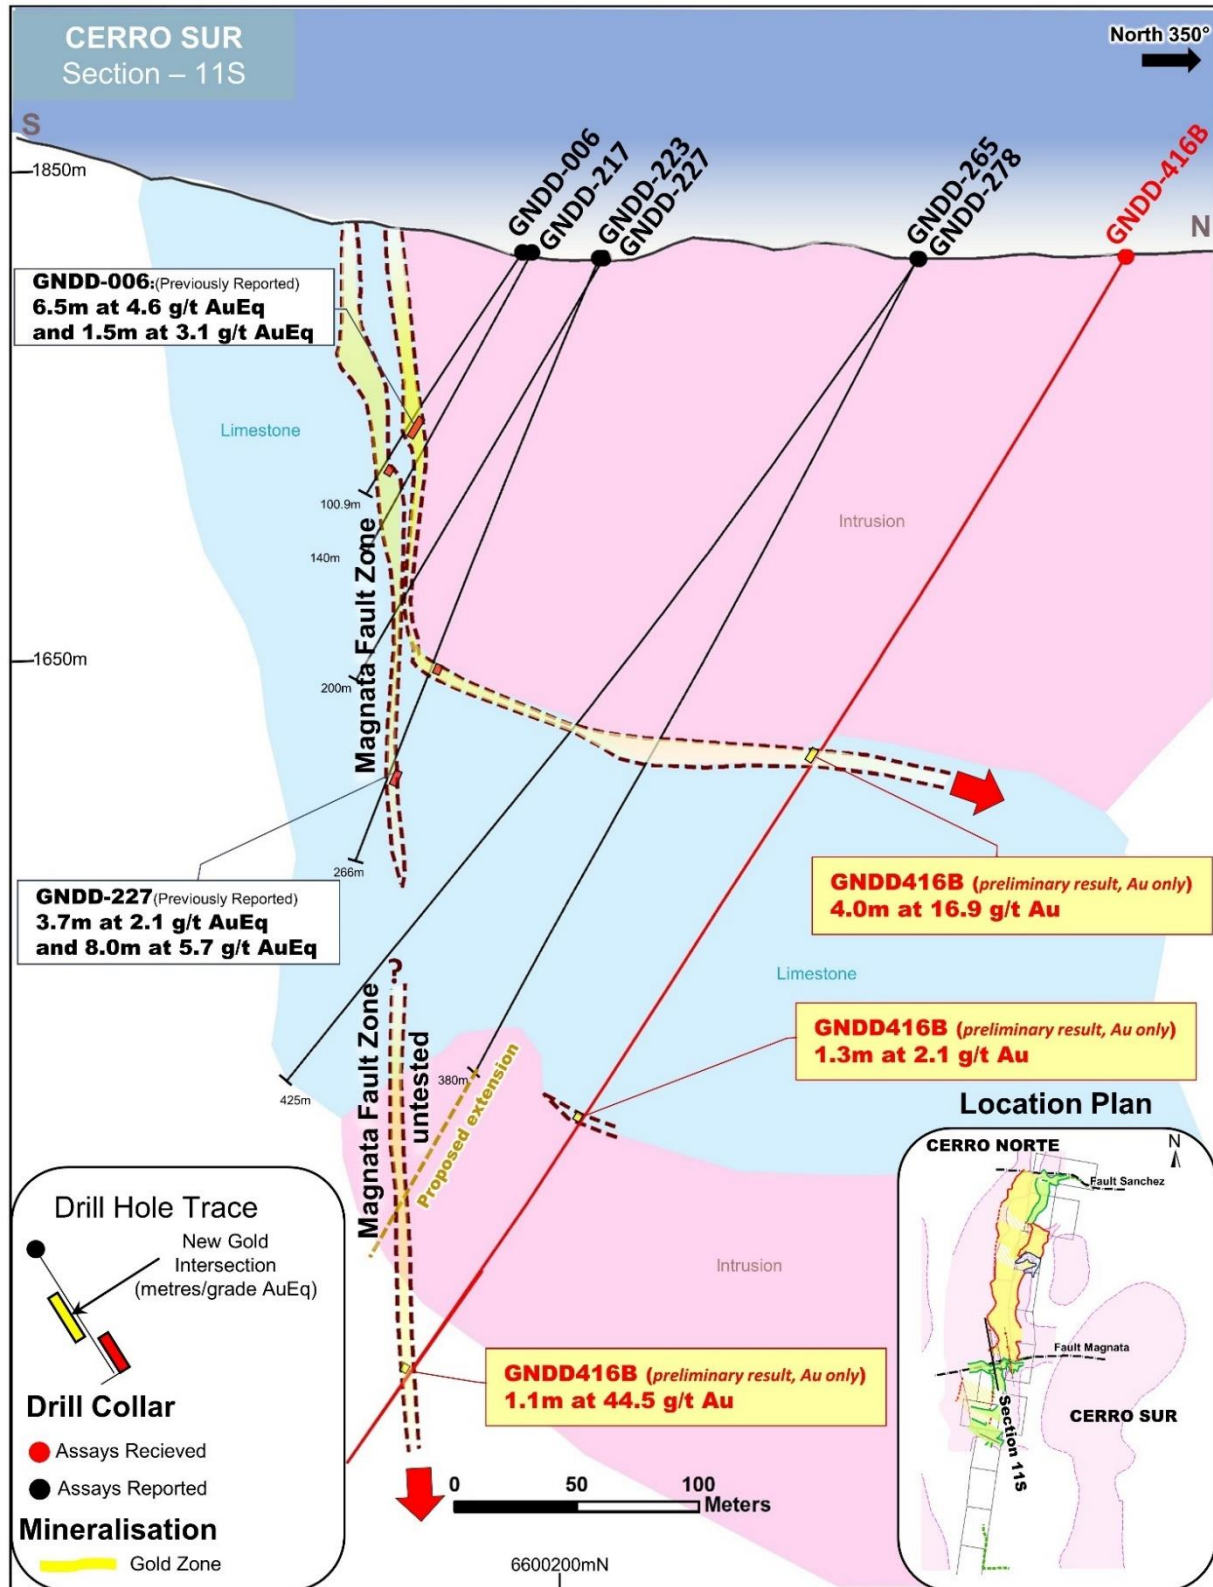 CERRO SUR
Section – 11S
North 350°
S
N
1850m
GNDD-006
GNDD-217
GNDD-223
GNDD-227
GNDD-265
GNDD-278
GNDD-416B
GNDD-006:(Previously Reported)
6.5m at 4.6 g/t AuEq
and 1.5m at 3.1 g/t AuEq
Limestone
Intrusion
100.9m
140m
Magnata Fault Zone
1650m
200m
266m
GNDD-227(Previously Reported)
3.7m at 2.1 g/t AuEq
and 8.0m at 5.7 g/t AuEq
GNDD416B (preliminary result, Au only)
4.0m at 16.9 g/t Au
Limestone
?
Magnata Fault Zone
untested
GNDD416B (preliminary result, Au only)
1.3m at 2.1 g/t Au
380m
425m
Proposed extension
Intrusion
GNDD416B (preliminary result, Au only)
1.1m at 44.5 g/t Au
Drill Hole Trace
New Gold
Intersection
(metres/grade AuEq)
Drill Collar
Assays Recieved
Assays Reported
Mineralisation
Gold Zone
0 50 100
Meters
6600200mN
Location Plan
CERRO NORTE
N
Fault Sanchez
Fault Magnata
CERRO SUR
Section 11S